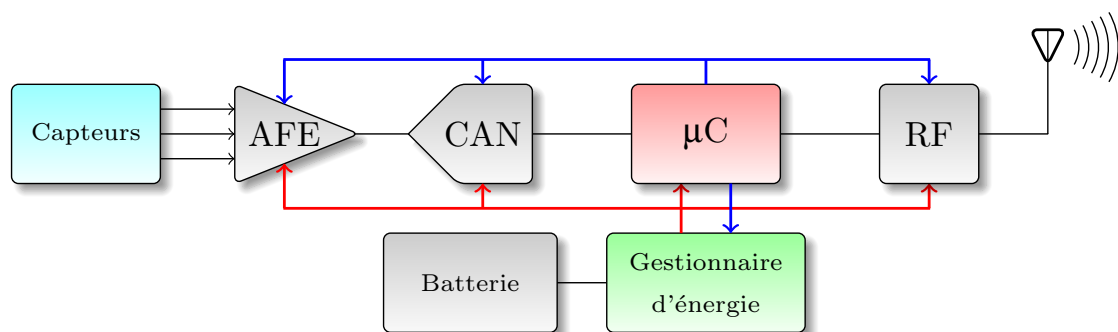 Capteurs
AFE
CAN
µC
RF
Batterie
Gestionnaire
d'énergie